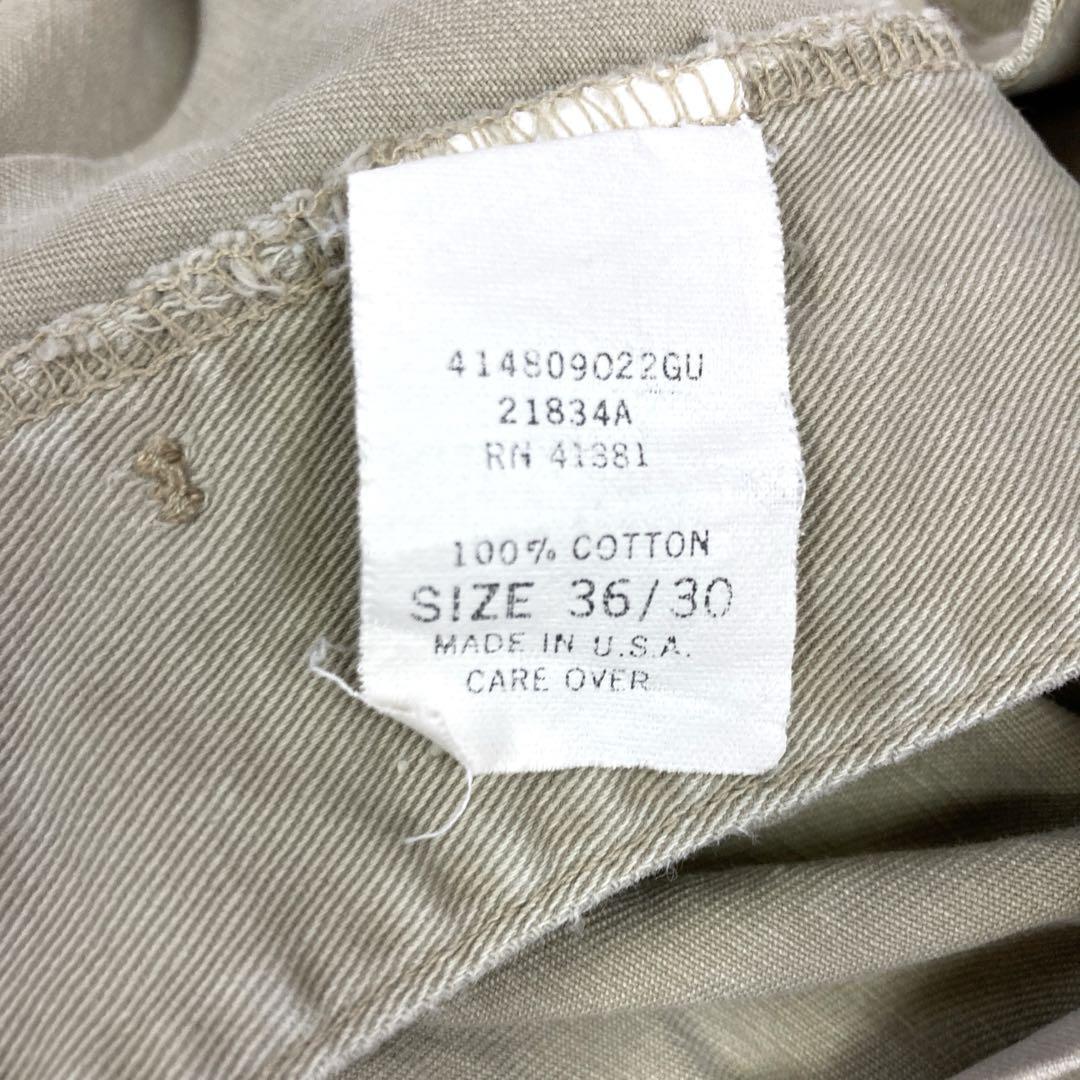 414809022GU
21834A
RN 41381
100% COTTON
SIZE 36/30
MADE IN U.S.A.
CARE OVER